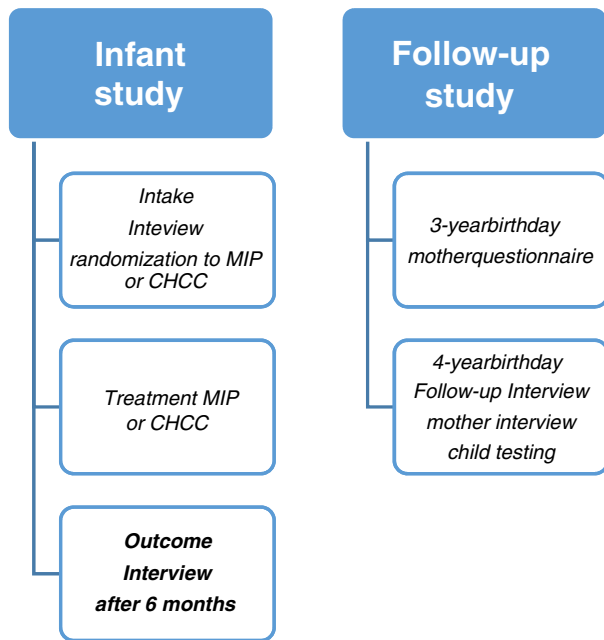 Infant
study
Intake
Inteview
randomization to MIP
or CHCC
Treatment MIP
or CHCC
Outcome
Interview
after 6 months
Follow-up
study
3-yearbirthday
motherquestionnaire
4-yearbirthday
Follow-up Interview
mother interview
child testing